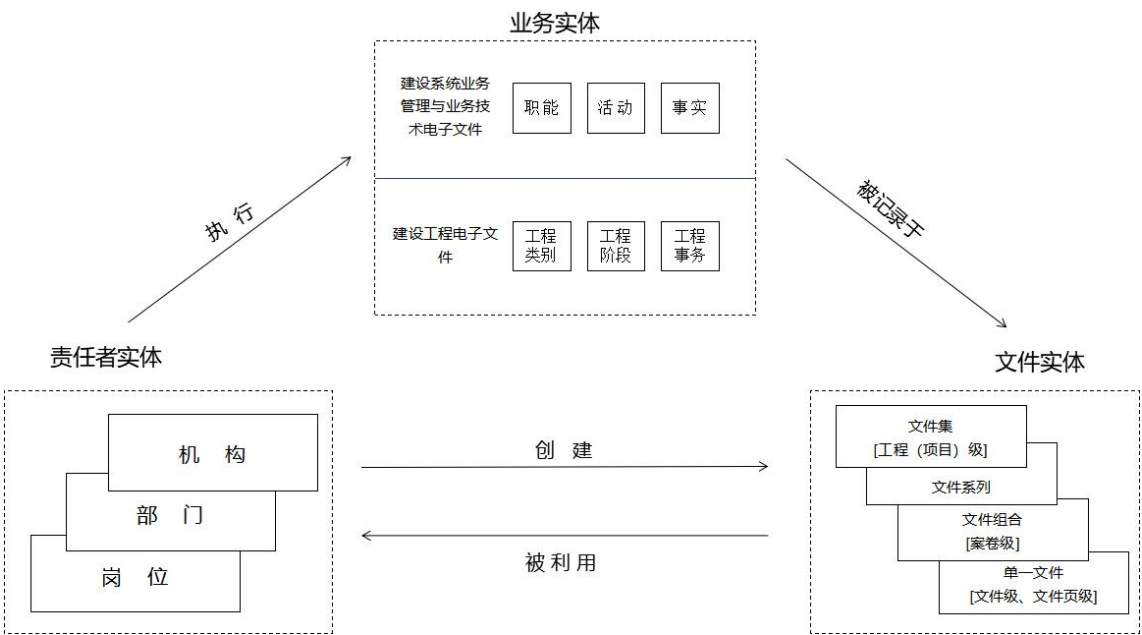 业务实体
建设系统业务
管理与业务技
术电子文件
职能
活动
事实
建设工程电子文
件
工程
类别
工程
阶段
工程
事务
执行
被记录于
责任者实体
机构
部门
岗位
创建
被利用
文件实体
文件集
[工程（项目）级]
文件系列
文件组合
[案卷级]
单一文件
[文件级、文件页级]